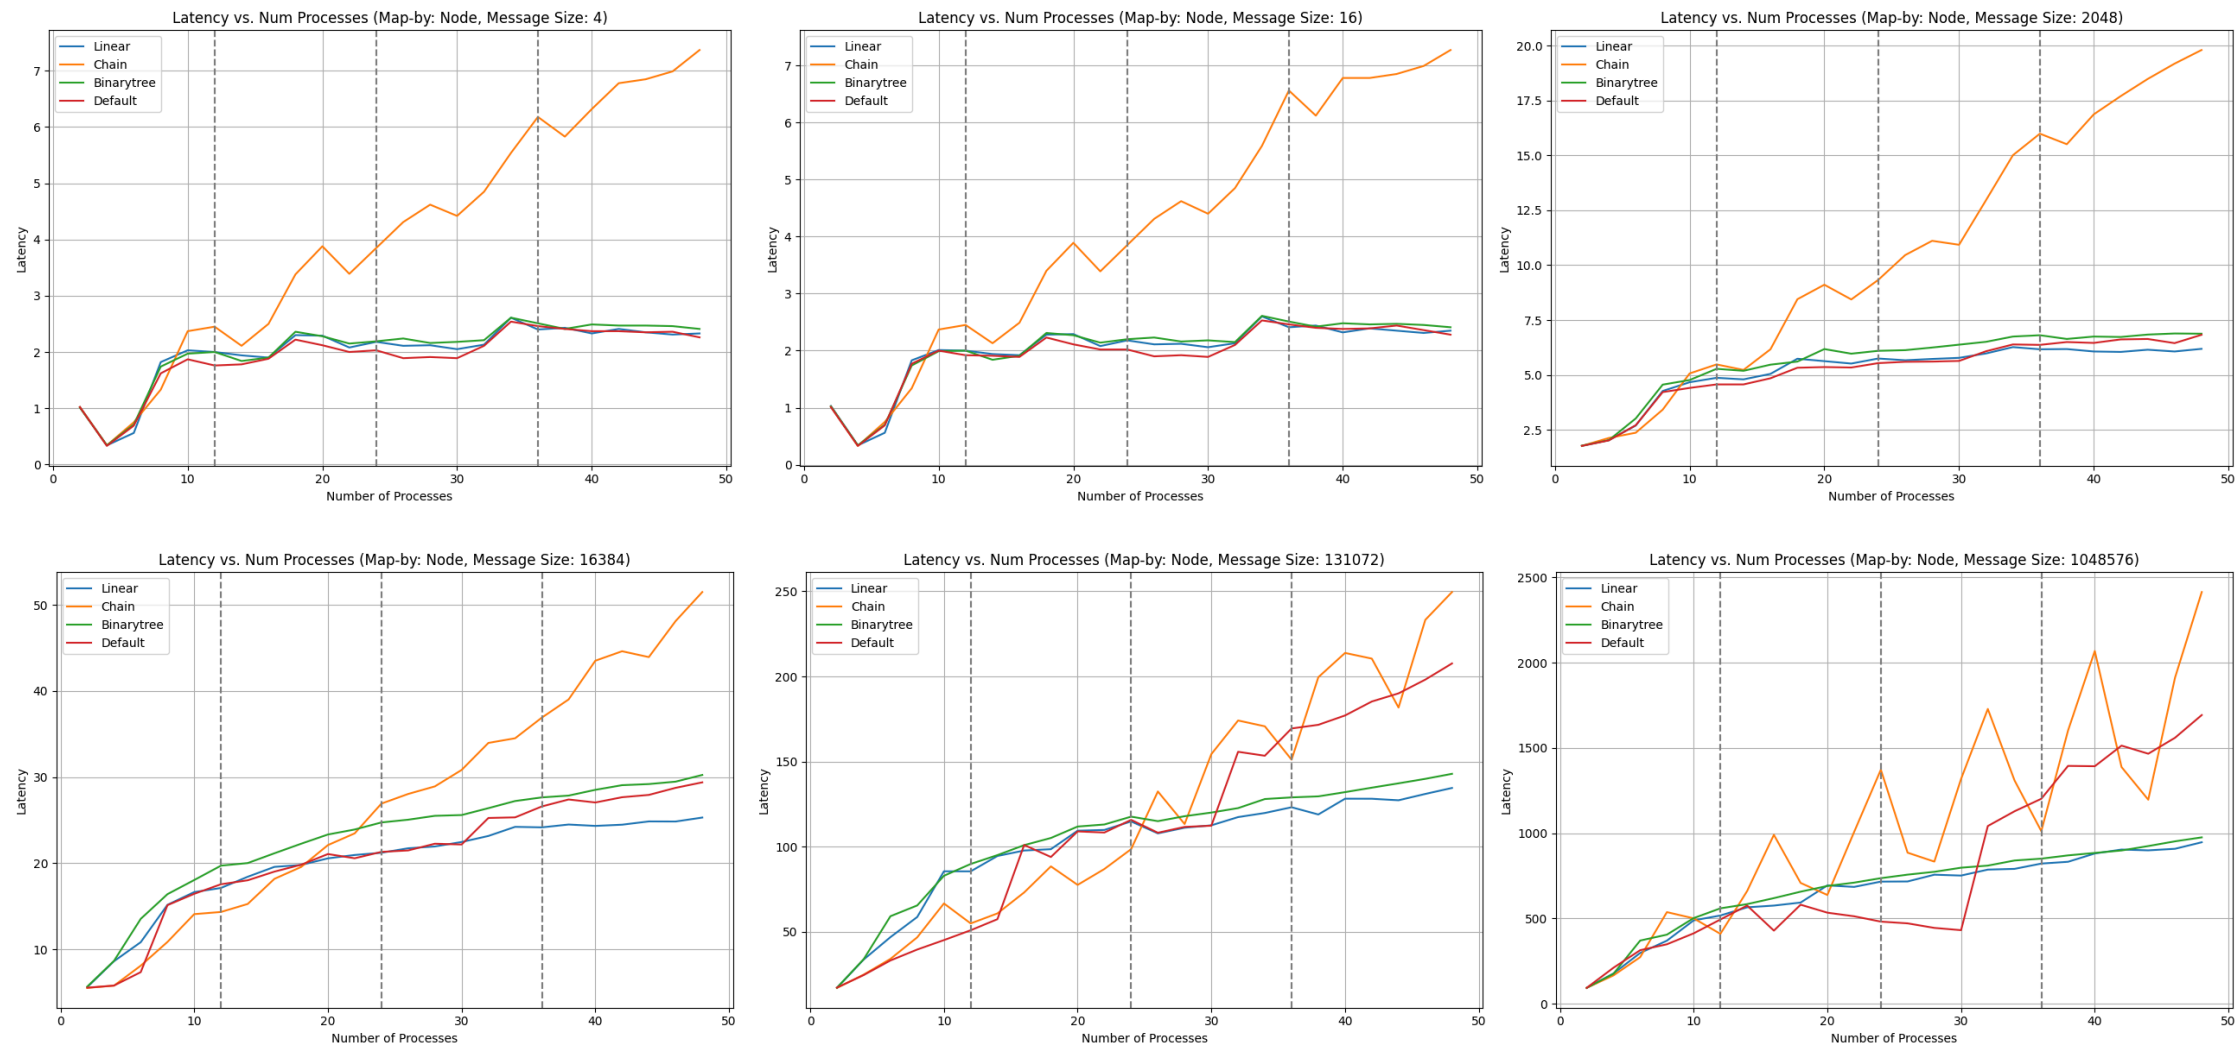 Latency vs. Num Processes (Map-by: Node, Message Size: 4)
Linear
Chain
Binarytree
Default
7
6
5
4
3
2
1
0
Latency
0 10 20 30 40 50
Number of Processes
Latency vs. Num Processes (Map-by: Node, Message Size: 16)
Linear
Chain
Binarytree
Default
7
6
5
4
3
2
1
0
Latency
0 10 20 30 40 50
Number of Processes
Latency vs. Num Processes (Map-by: Node, Message Size: 2048)
Linear
Chain
Binarytree
Default
20.0
17.5
15.0
12.5
10.0
7.5
5.0
2.5
Latency
0 10 20 30 40 50
Number of Processes
Latency vs. Num Processes (Map-by: Node, Message Size: 16384)
Linear
Chain
Binarytree
Default
50
40
30
20
10
Latency
0 10 20 30 40 50
Number of Processes
Latency vs. Num Processes (Map-by: Node, Message Size: 131072)
Linear
Chain
Binarytree
Default
250
200
150
100
50
Latency
0 10 20 30 40 50
Number of Processes
Latency vs. Num Processes (Map-by: Node, Message Size: 1048576)
Linear
Chain
Binarytree
Default
2500
2000
1500
1000
500
0
Latency
0 10 20 30 40 50
Number of Processes